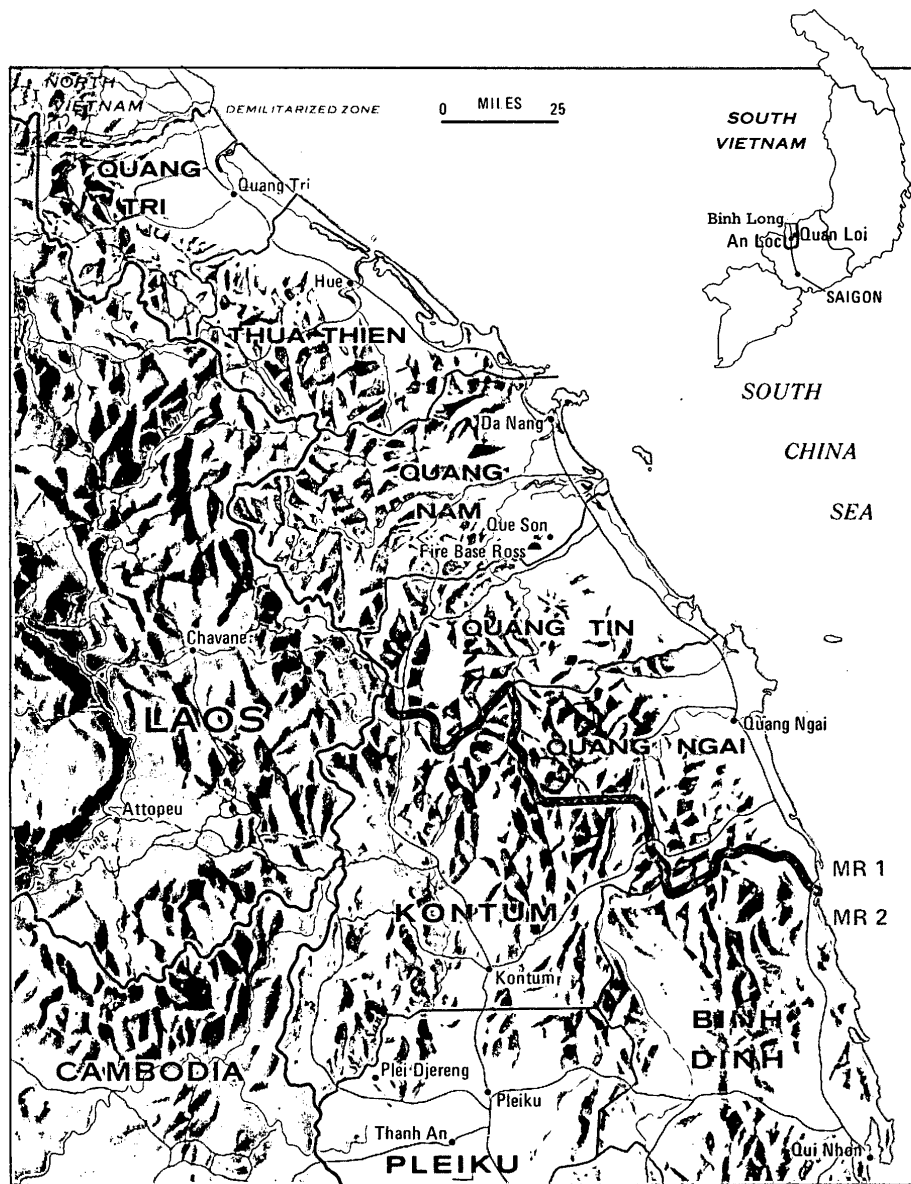 NORTH
VIETNAM
DEMILITARIZED ZONE
0 MILES 25
SOUTH
VIETNAM
QUANG
TRI
Quang Tri
Binh Long
An Loc
Quan Loi
SAIGON
Hue
THUA THIEN
SOUTH
CHINA
SEA
Da Nang
QUANG
NAM
Que Son
Fire Base Ross
Chavane
QUANG TIN
LAOS
Quang Ngai
QUANG NGAI
Attopeu
MR 1
MR 2
KONTUM
Kontum
BINH
DINH
CAMBODIA
Plei Djereng
Pleiku
Thanh An
PLEIKU
Qui Nhon